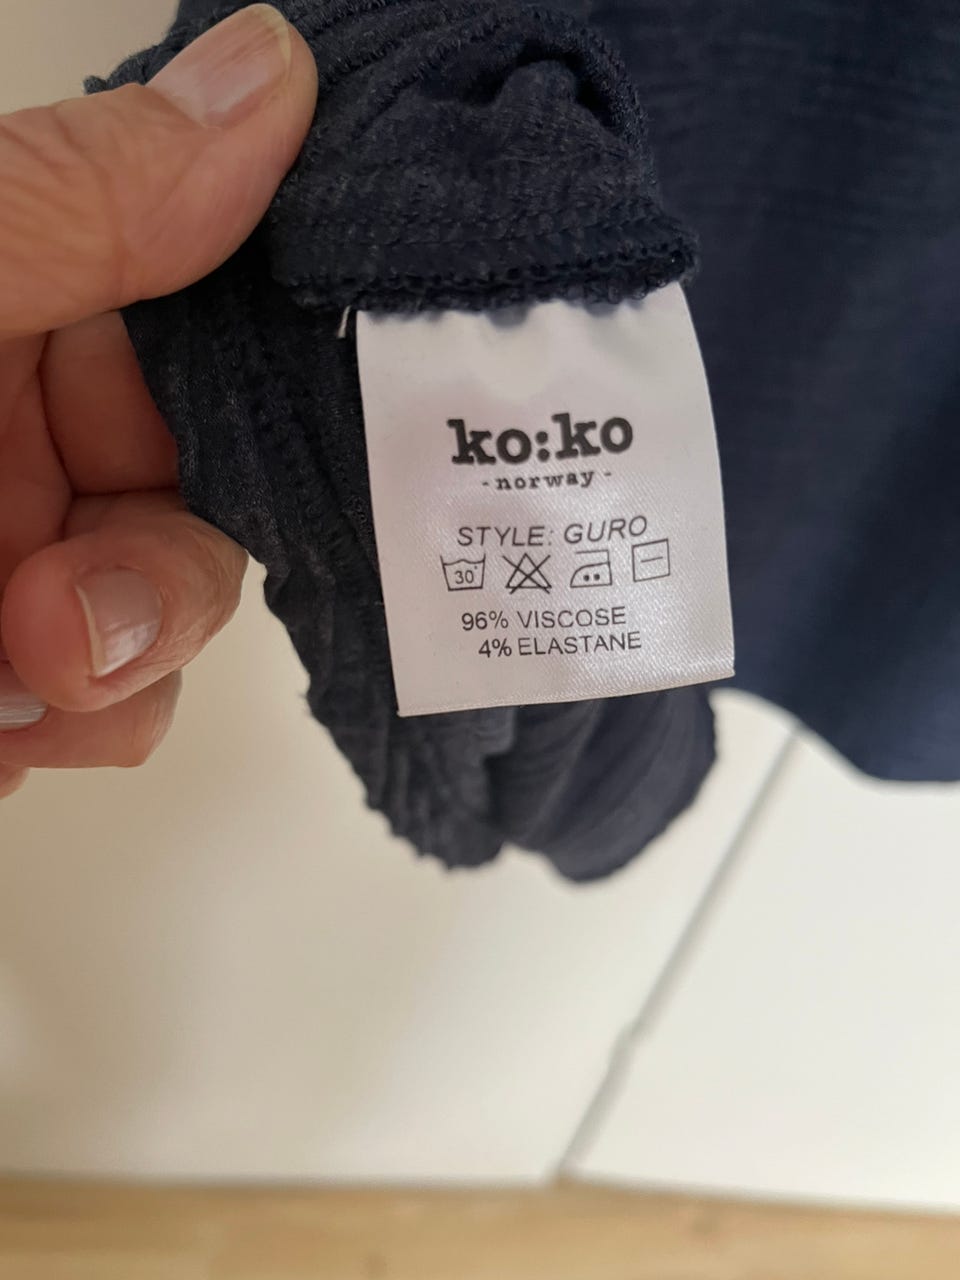 ko:ko
- norway -
STYLE: GURO
30°
96% VISCOSE
4% ELASTANE